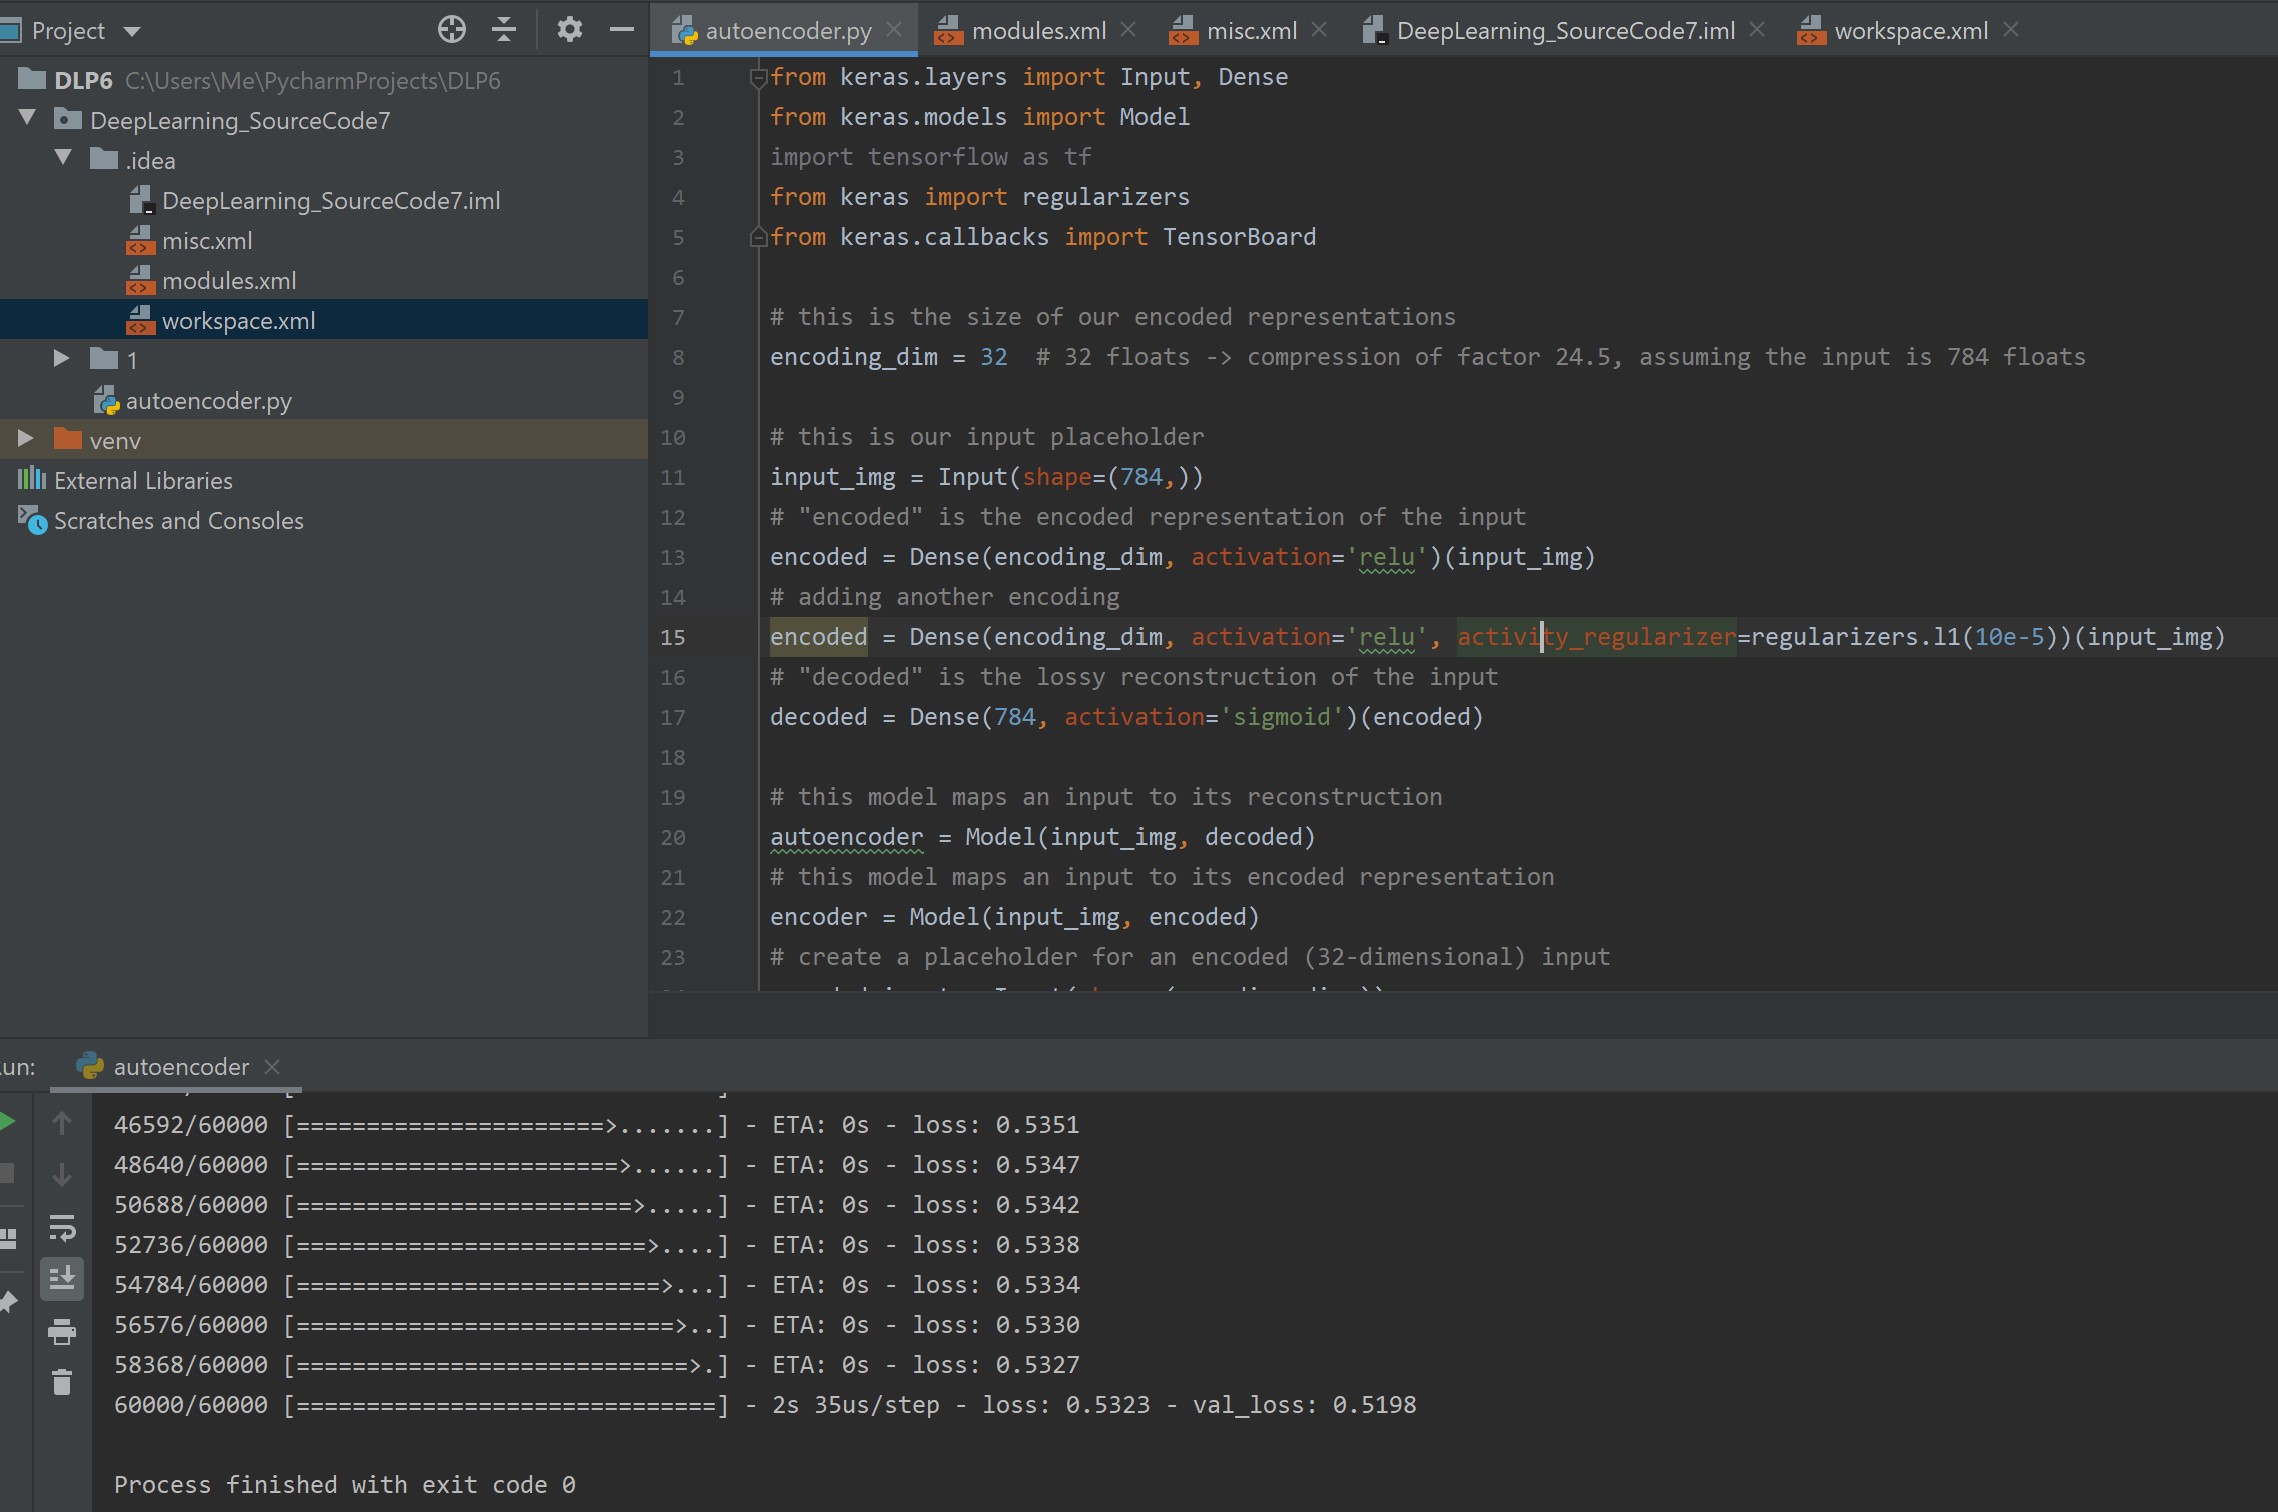 Project
autoencoder.py
modules.xml
misc.xml
DeepLearning_SourceCode7.iml
workspace.xml
DLP6 C:\Users\Me\PycharmProjects\DLP6
DeepLearning_SourceCode7
.idea
DeepLearning_SourceCode7.iml
misc.xml
modules.xml
workspace.xml
1
autoencoder.py
venv
External Libraries
Scratches and Consoles
1 from keras.layers import Input, Dense
2 from keras.models import Model
3 import tensorflow as tf
4 from keras import regularizers
5 from keras.callbacks import TensorBoard
6
7 # this is the size of our encoded representations
8 encoding_dim = 32  # 32 floats -> compression of factor 24.5, assuming the input is 784 floats
9
10 # this is our input placeholder
11 input_img = Input(shape=(784,))
12 # "encoded" is the encoded representation of the input
13 encoded = Dense(encoding_dim, activation='relu')(input_img)
14 # adding another encoding
15 encoded = Dense(encoding_dim, activation='relu', activity_regularizer=regularizers.l1(10e-5))(input_img)
16 # "decoded" is the lossy reconstruction of the input
17 decoded = Dense(784, activation='sigmoid')(encoded)
18
19 # this model maps an input to its reconstruction
20 autoencoder = Model(input_img, decoded)
21 # this model maps an input to its encoded representation
22 encoder = Model(input_img, encoded)
23 # create a placeholder for an encoded (32-dimensional) input
un:
autoencoder
46592/60000 [======================>.......] - ETA: 0s - loss: 0.5351
48640/60000 [=======================>......] - ETA: 0s - loss: 0.5347
50688/60000 [========================>.....] - ETA: 0s - loss: 0.5342
52736/60000 [=========================>....] - ETA: 0s - loss: 0.5338
54784/60000 [==========================>...] - ETA: 0s - loss: 0.5334
56576/60000 [===========================>..] - ETA: 0s - loss: 0.5330
58368/60000 [============================>.] - ETA: 0s - loss: 0.5327
60000/60000 [==============================] - 2s 35us/step - loss: 0.5323 - val_loss: 0.5198
Process finished with exit code 0